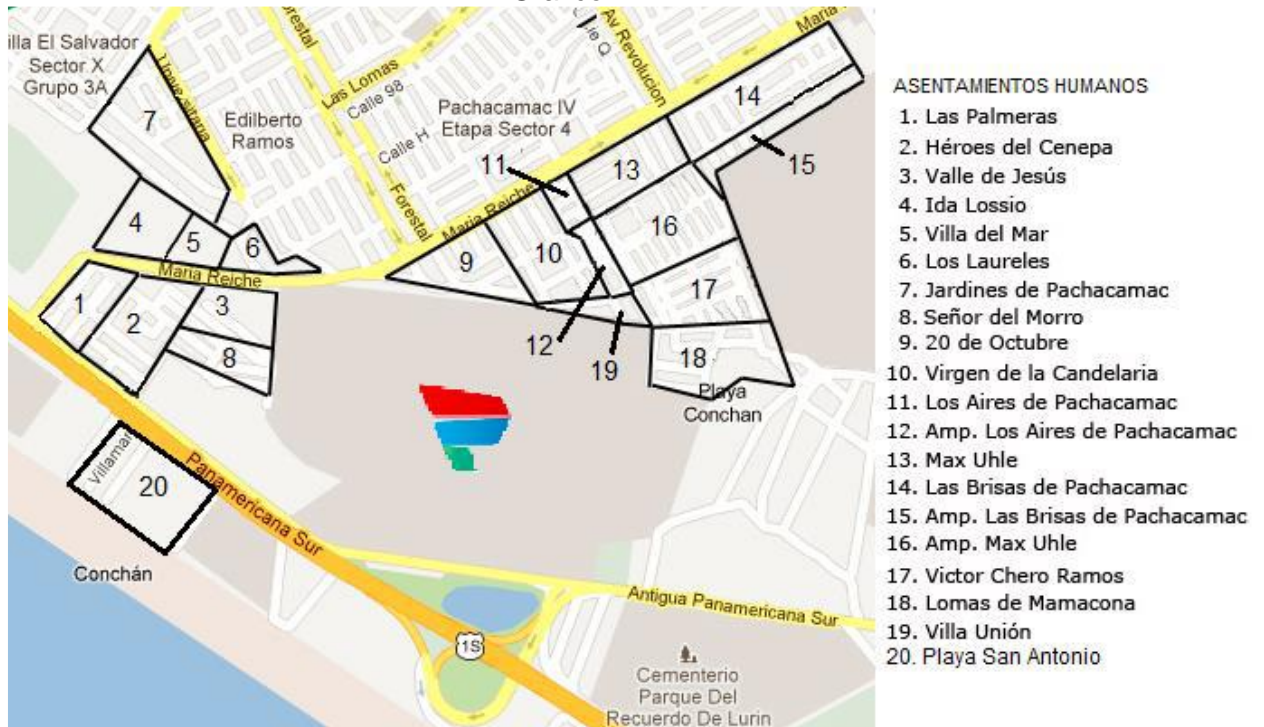 illa El Salvador
Sector X
Grupo 3A
Forestal
Las Lomas
Calle 98
Calle H
Calle Q
Av Revolucion
Maria
Edilberto
Ramos
Pachacamac IV
Etapa Sector 4
7
14
15
11
13
4
5
6
Forestal
Maria Reiche
9
10
16
Maria Reiche
1
2
3
8
17
12
19
18
Playa
Conchan
Villamar
20
Panamericana Sur
Conchán
Antigua Panamericana Sur
1S
Cementerio
Parque Del
Recuerdo De Lurin
ASENTAMIENTOS HUMANOS
1. Las Palmeras
2. Héroes del Cenepa
3. Valle de Jesús
4. Ida Lossio
5. Villa del Mar
6. Los Laureles
7. Jardines de Pachacamac
8. Señor del Morro
9. 20 de Octubre
10. Virgen de la Candelaria
11. Los Aires de Pachacamac
12. Amp. Los Aires de Pachacamac
13. Max Uhle
14. Las Brisas de Pachacamac
15. Amp. Las Brisas de Pachacamac
16. Amp. Max Uhle
17. Victor Chero Ramos
18. Lomas de Mamacona
19. Villa Unión
20. Playa San Antonio